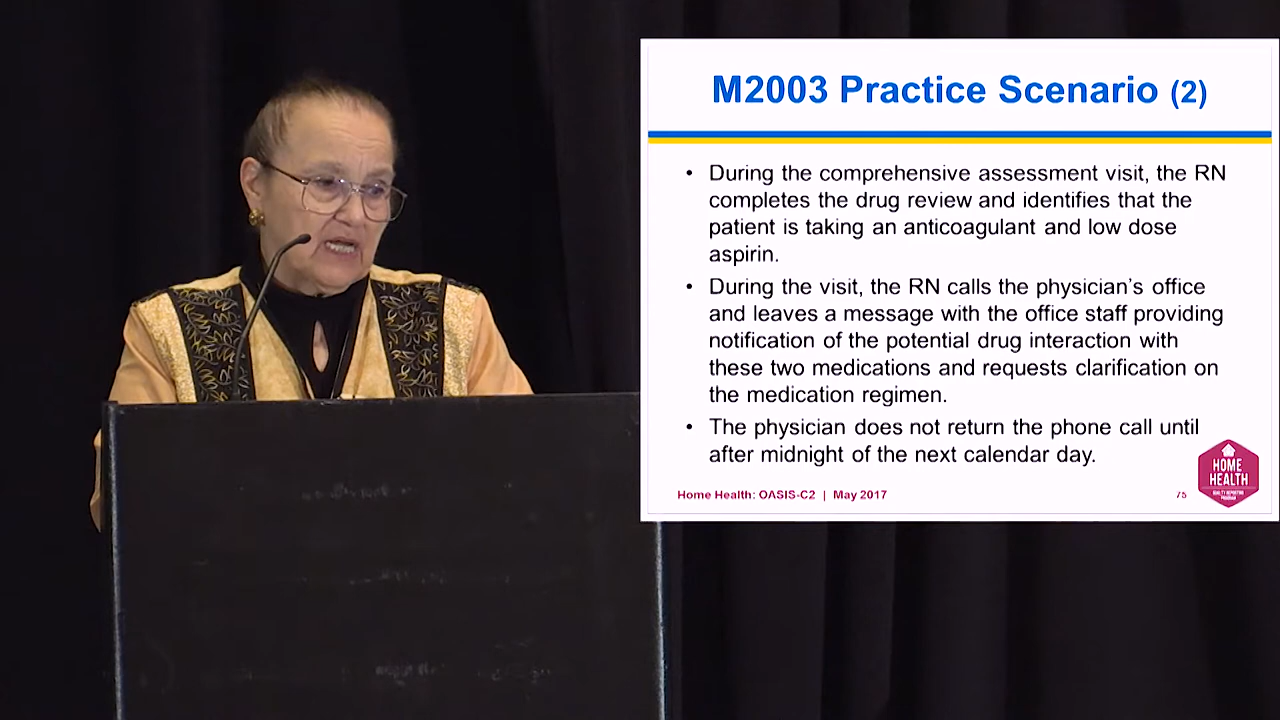 M2003 Practice Scenario (2)
• During the comprehensive assessment visit, the RN
completes the drug review and identifies that the
patient is taking an anticoagulant and low dose
aspirin.
• During the visit, the RN calls the physician’s office
and leaves a message with the office staff providing
notification of the potential drug interaction with
these two medications and requests clarification on
the medication regimen.
• The physician does not return the phone call until
after midnight of the next calendar day.
HOME
HEALTH
QUALITY REPORTING
PROGRAM
Home Health: OASIS-C2 | May 2017
75